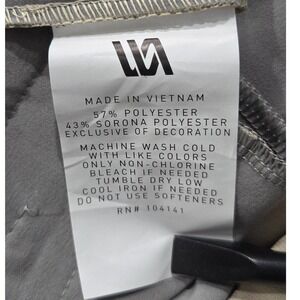 MADE IN VIETNAM
57% POLYESTER
43% SORONA POLYESTER
EXCLUSIVE OF DECORATION
MACHINE WASH COLD
WITH LIKE COLORS
ONLY NON-CHLORINE
BLEACH IF NEEDED
TUMBLE DRY LOW
COOL IRON IF NEEDED
DO NOT USE SOFTENERS
RN# 104141